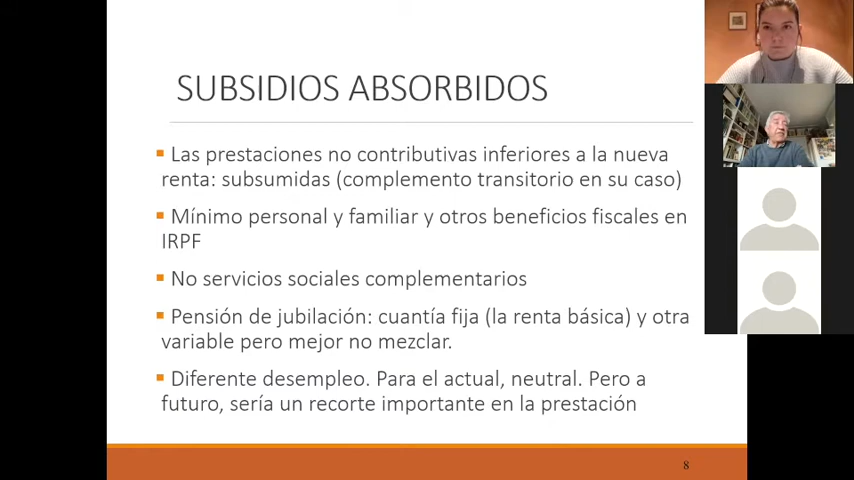 SUBSIDIOS ABSORBIDOS
▪ Las prestaciones no contributivas inferiores a la nueva
renta: subsumidas (complemento transitorio en su caso)
▪ Mínimo personal y familiar y otros beneficios fiscales en
IRPF
▪ No servicios sociales complementarios
▪ Pensión de jubilación: cuantía fija (la renta básica) y otra
variable pero mejor no mezclar.
▪ Diferente desempleo. Para el actual, neutral. Pero a
futuro, sería un recorte importante en la prestación
8